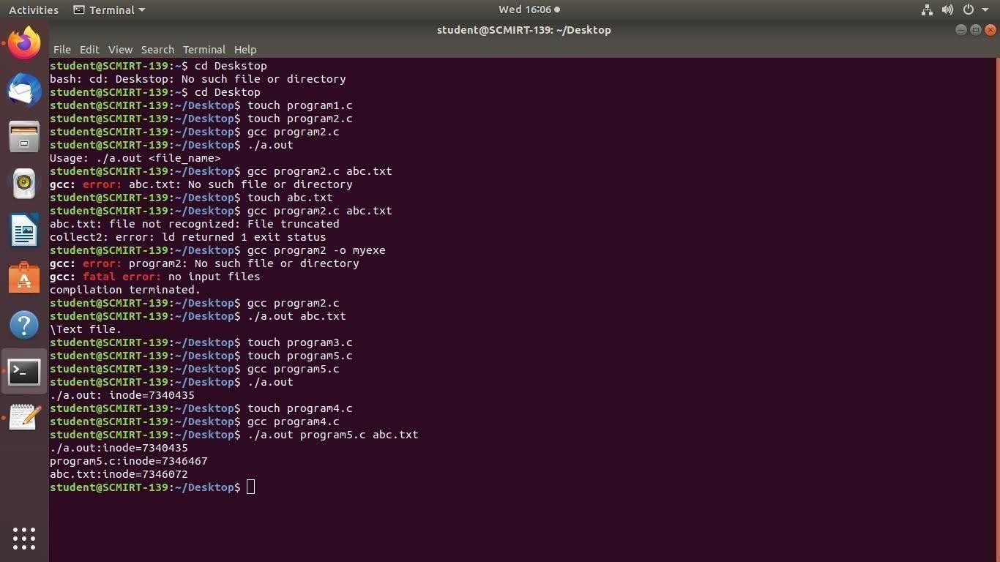 Activities Terminal Wed 16:06
student@SCMIRT-139: ~/Desktop
File Edit View Search Terminal Help
student@SCMIRT-139:~$ cd Deskstop
bash: cd: Deskstop: No such file or directory
student@SCMIRT-139:~$ cd Desktop
student@SCMIRT-139:~/Desktop$ touch program1.c
student@SCMIRT-139:~/Desktop$ touch program2.c
student@SCMIRT-139:~/Desktop$ gcc program2.c
student@SCMIRT-139:~/Desktop$ ./a.out
Usage: ./a.out <file_name>
student@SCMIRT-139:~/Desktop$ gcc program2.c abc.txt
gcc: error: abc.txt: No such file or directory
student@SCMIRT-139:~/Desktop$ touch abc.txt
student@SCMIRT-139:~/Desktop$ gcc program2.c abc.txt
abc.txt: file not recognized: File truncated
collect2: error: ld returned 1 exit status
student@SCMIRT-139:~/Desktop$ gcc program2 -o myexe
gcc: error: program2: No such file or directory
gcc: fatal error: no input files
compilation terminated.
student@SCMIRT-139:~/Desktop$ gcc program2.c
student@SCMIRT-139:~/Desktop$ ./a.out abc.txt
\Text file.
student@SCMIRT-139:~/Desktop$ touch program3.c
student@SCMIRT-139:~/Desktop$ touch program5.c
student@SCMIRT-139:~/Desktop$ gcc program5.c
student@SCMIRT-139:~/Desktop$ ./a.out
./a.out: inode=7340435
student@SCMIRT-139:~/Desktop$ touch program4.c
student@SCMIRT-139:~/Desktop$ gcc program4.c
student@SCMIRT-139:~/Desktop$ ./a.out program5.c abc.txt
./a.out:inode=7340435
program5.c:inode=7346467
abc.txt:inode=7346072
student@SCMIRT-139:~/Desktop$